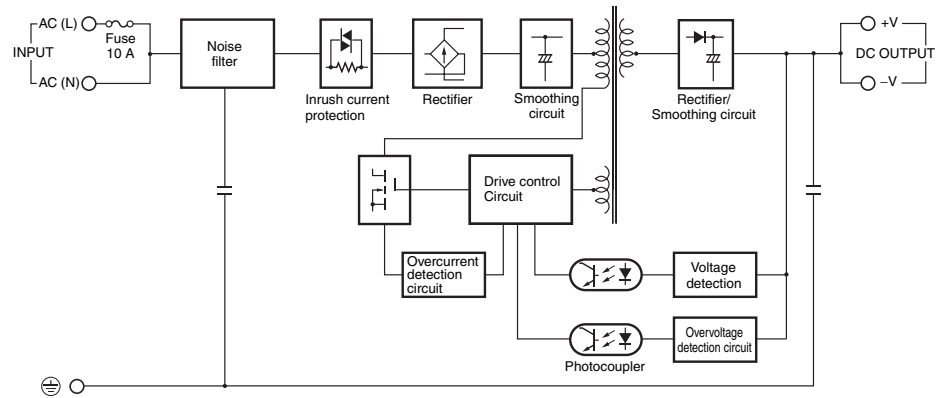 AC (L)
Fuse
10 A
INPUT
AC (N)
Noise
filter
Inrush current
protection
Rectifier
Smoothing
circuit
Rectifier/
Smoothing circuit
+V
DC OUTPUT
–V
Drive control
Circuit
Overcurrent
detection
circuit
Voltage
detection
Overvoltage
detection circuit
Photocoupler